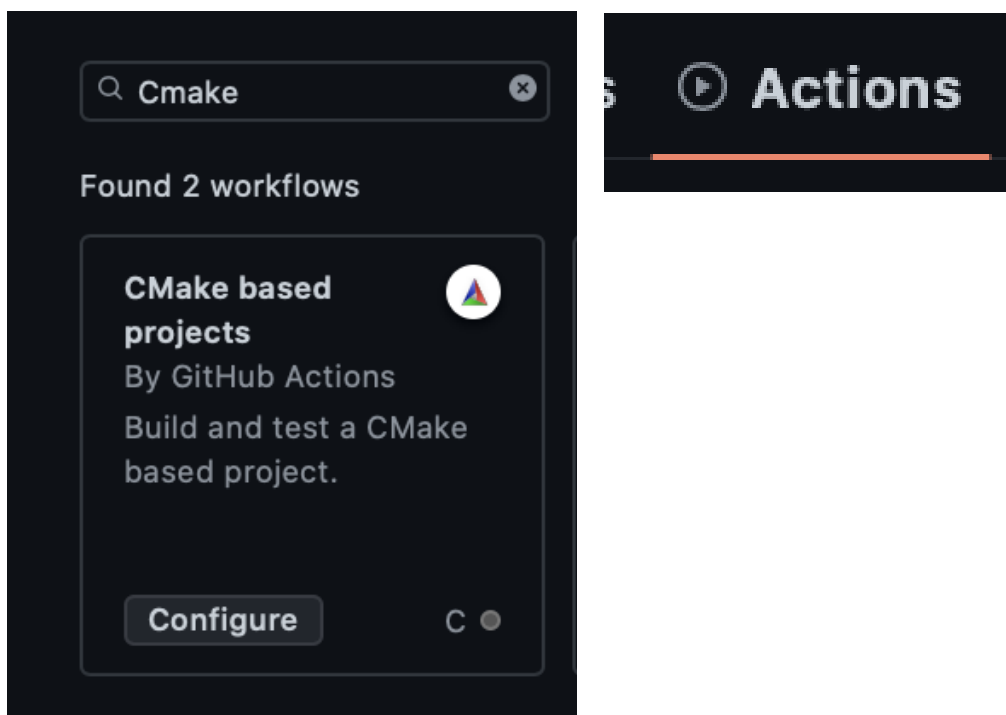 Cmake
Found 2 workflows
CMake based
projects
By GitHub Actions
Build and test a CMake
based project.
Configure
C
s
Actions